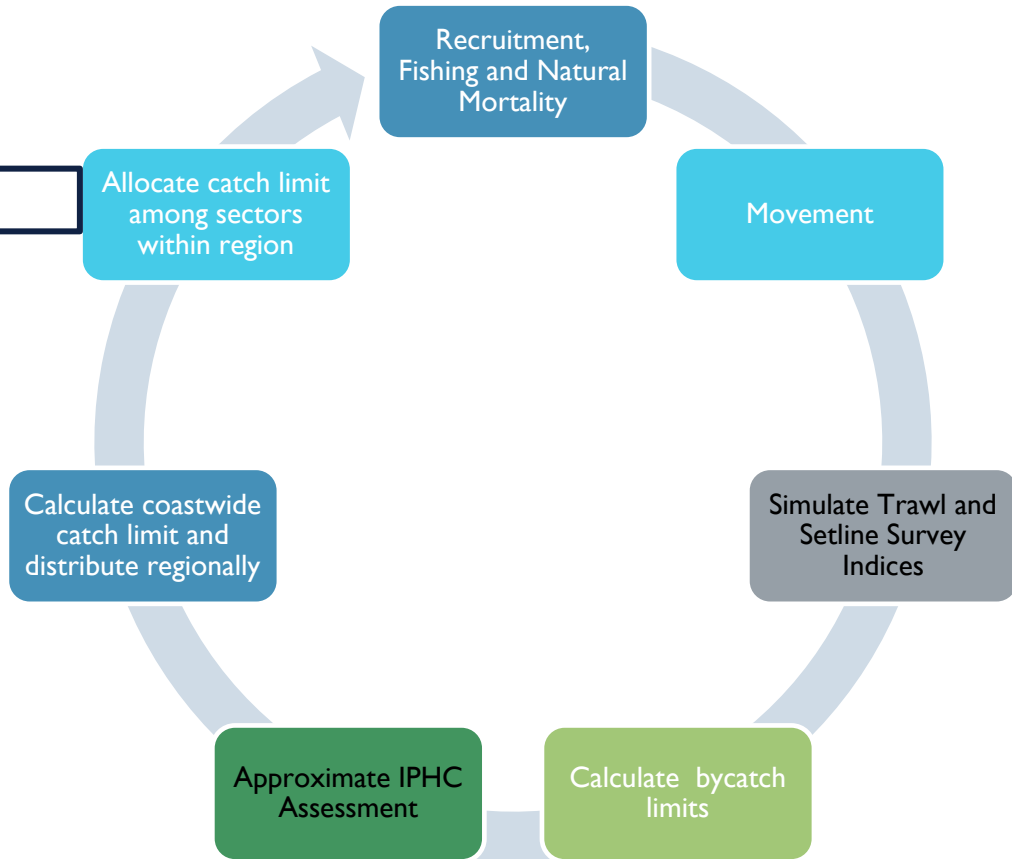 Recruitment,
Fishing and Natural
Mortality
Movement
Simulate Trawl and
Setline Survey
Indices
Calculate bycatch
limits
Approximate IPHC
Assessment
Calculate coastwide
catch limit and
distribute regionally
Allocate catch limit
among sectors
within region